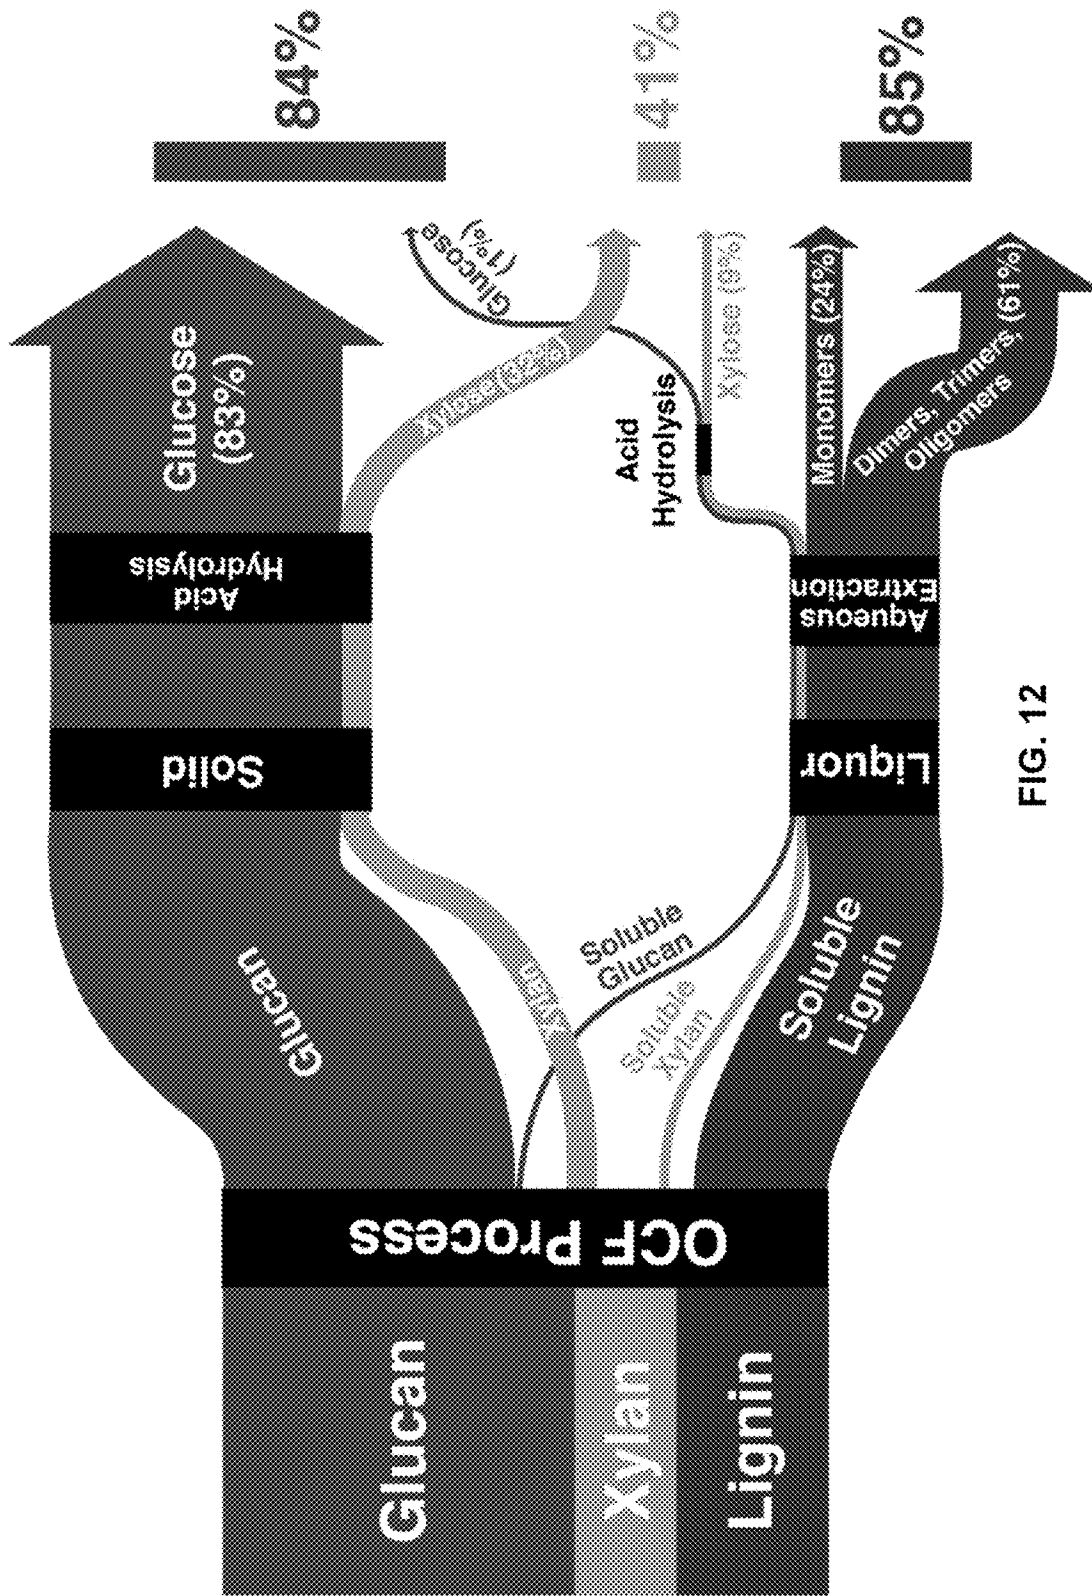 Glucan
Xylan
Lignin
OCF Process
Glucan
Xylan
Soluble
Glucan
Soluble
Xylan
Soluble
Lignin
Solid
Liquor
Acid
Hydrolysis
Aqueous
Extraction
Acid
Hydrolysis
Glucose
(83%)
Xylose (32%)
Glucose
(1%)
Xylose (9%)
Monomers (24%)
Dimers, Trimers, (61%)
Oligomers
84%
41%
85%
FIG. 12